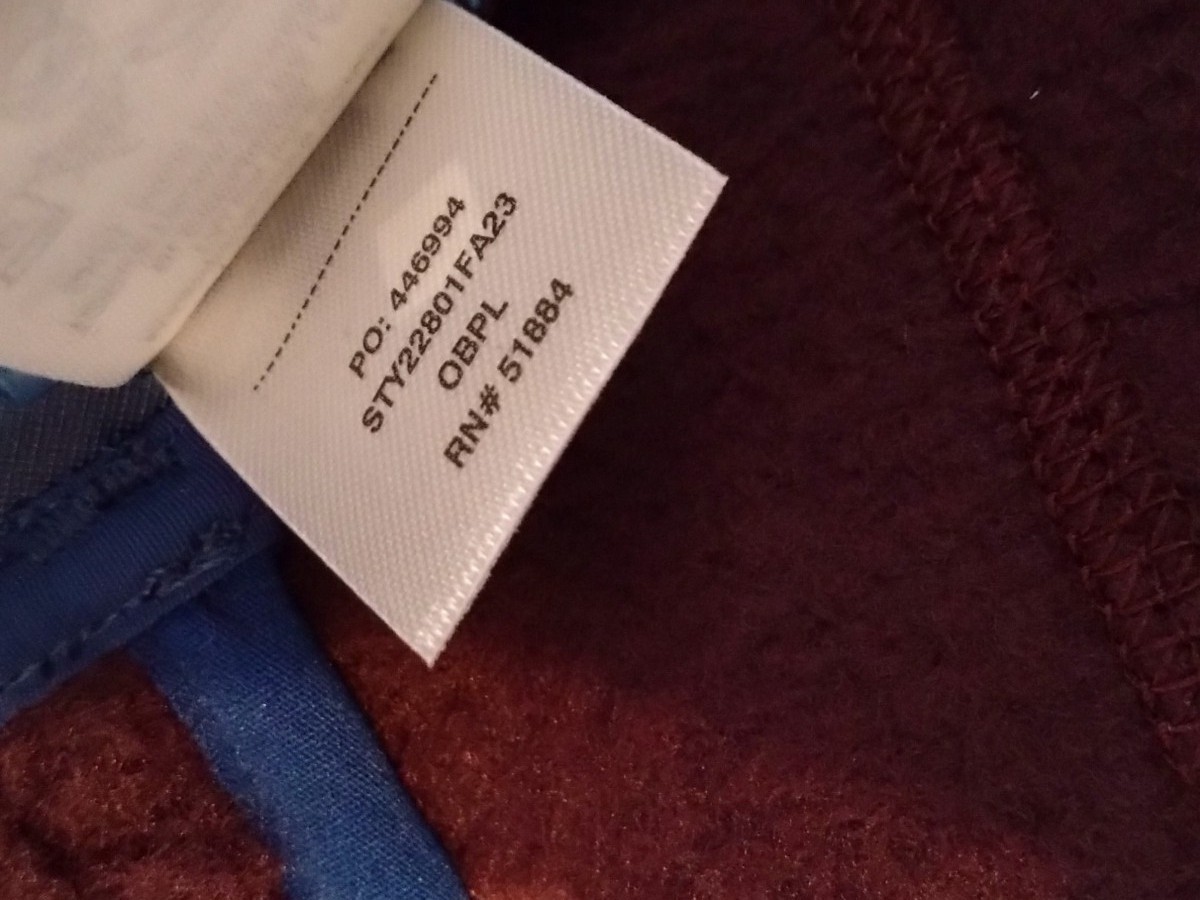 PO: 446994
STY22801FA23
OBPL
RN# 51884